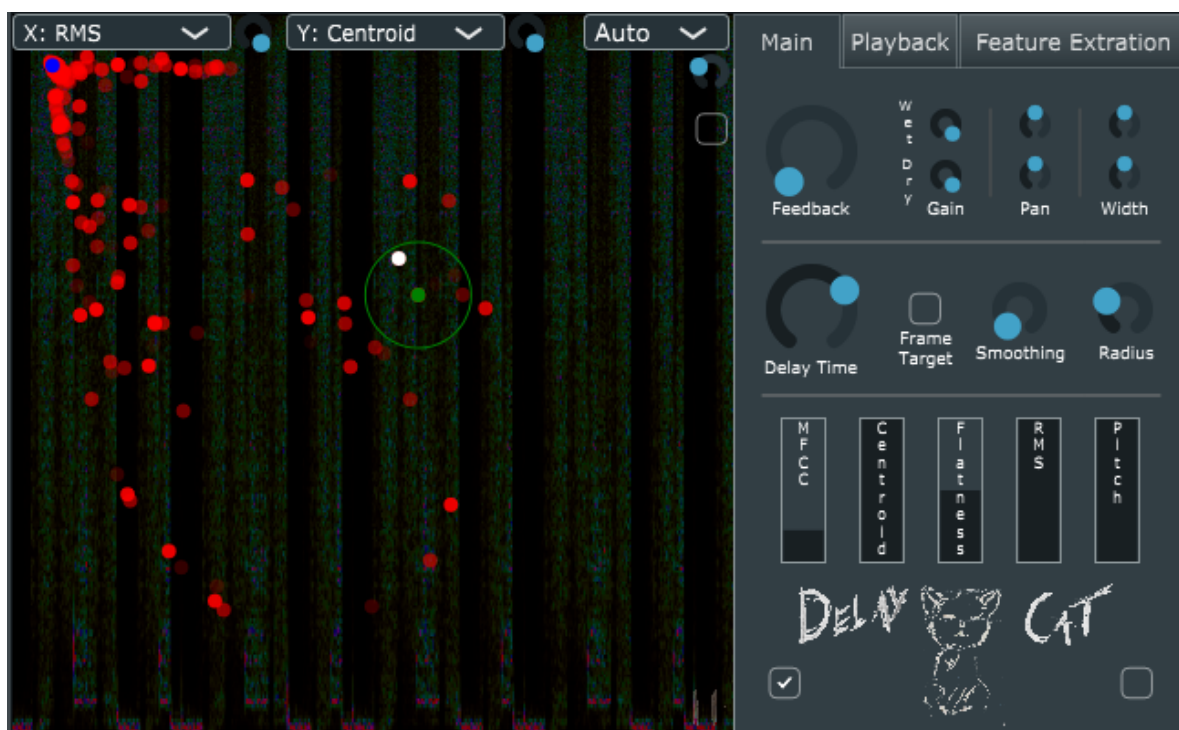 X: RMS
Y: Centroid
Auto
Main
Playback
Feature Extration
Wet
Dry
Feedback
Gain
Pan
Width
Delay Time
Frame
Target
Smoothing
Radius
MFCC
Centroid
Flatness
RMS
Pitch
DELAY CAT